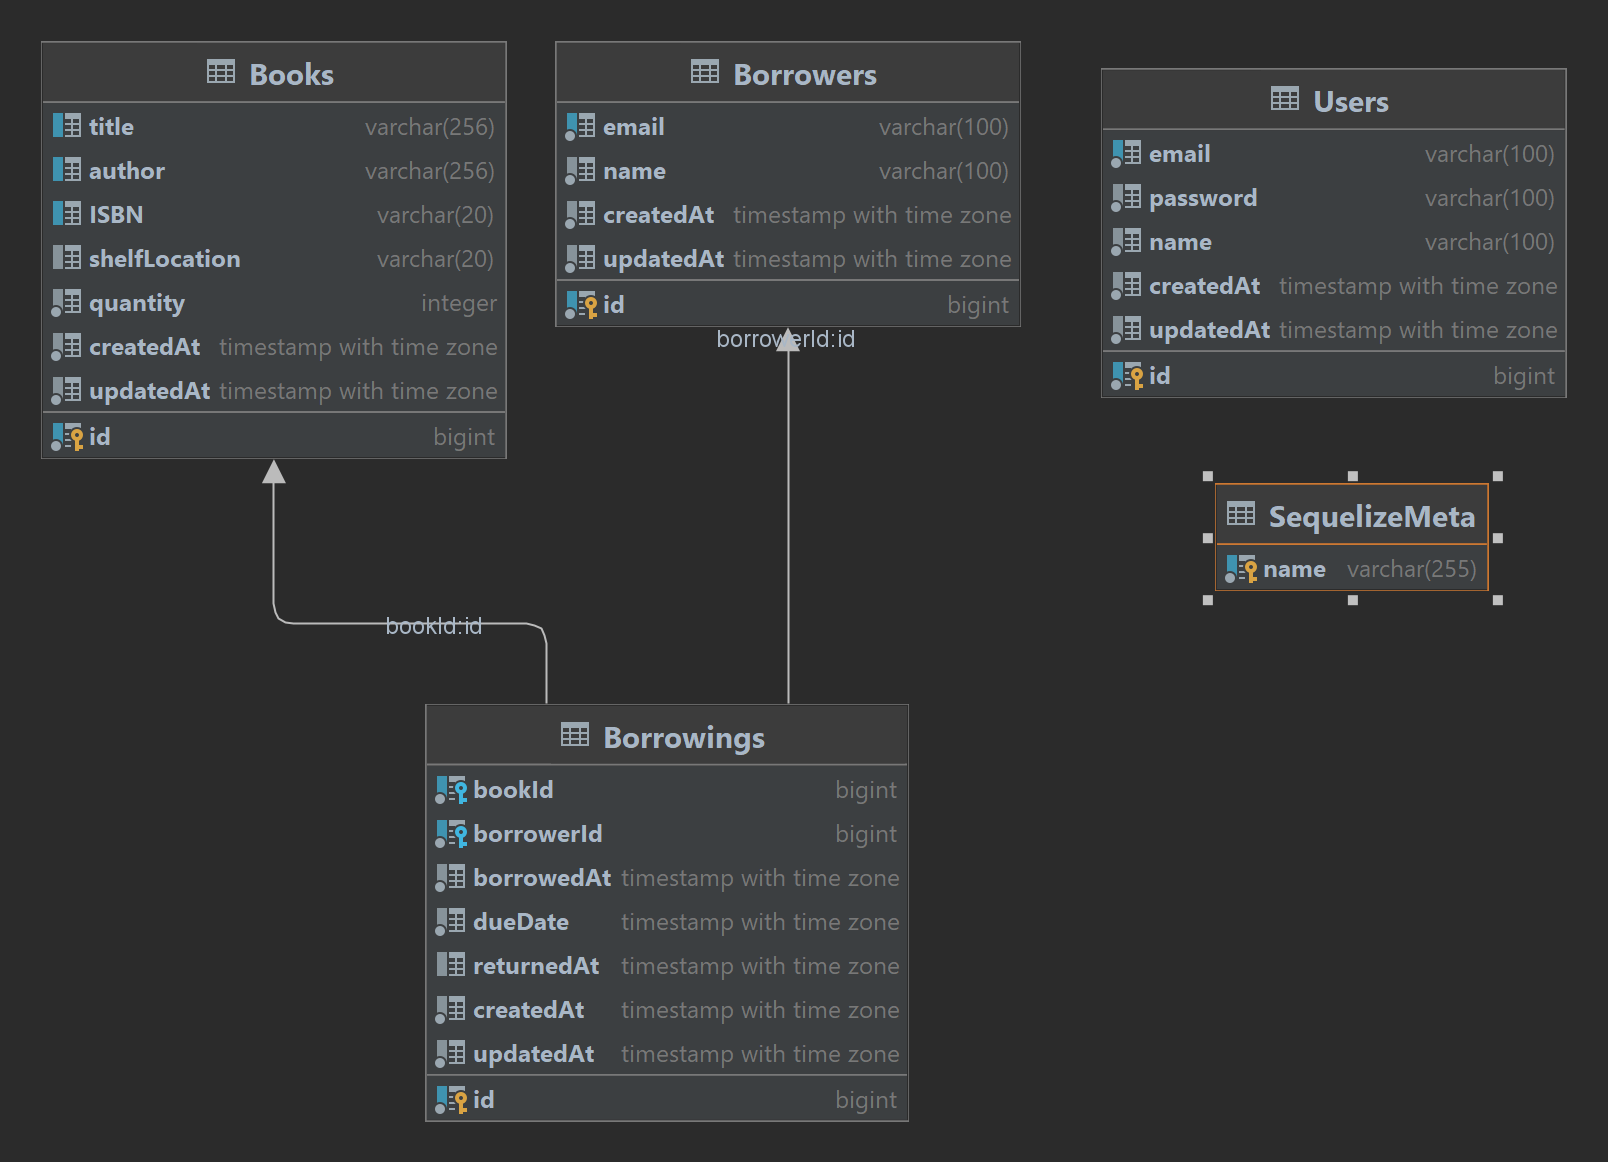 Books
title varchar(256)
author varchar(256)
ISBN varchar(20)
shelfLocation varchar(20)
quantity integer
createdAt timestamp with time zone
updatedAt timestamp with time zone
id bigint
Borrowers
email varchar(100)
name varchar(100)
createdAt timestamp with time zone
updatedAt timestamp with time zone
id bigint
borrowerId:id
Users
email varchar(100)
password varchar(100)
name varchar(100)
createdAt timestamp with time zone
updatedAt timestamp with time zone
id bigint
SequelizeMeta
name varchar(255)
bookId:id
Borrowings
bookId bigint
borrowerId bigint
borrowedAt timestamp with time zone
dueDate timestamp with time zone
returnedAt timestamp with time zone
createdAt timestamp with time zone
updatedAt timestamp with time zone
id bigint